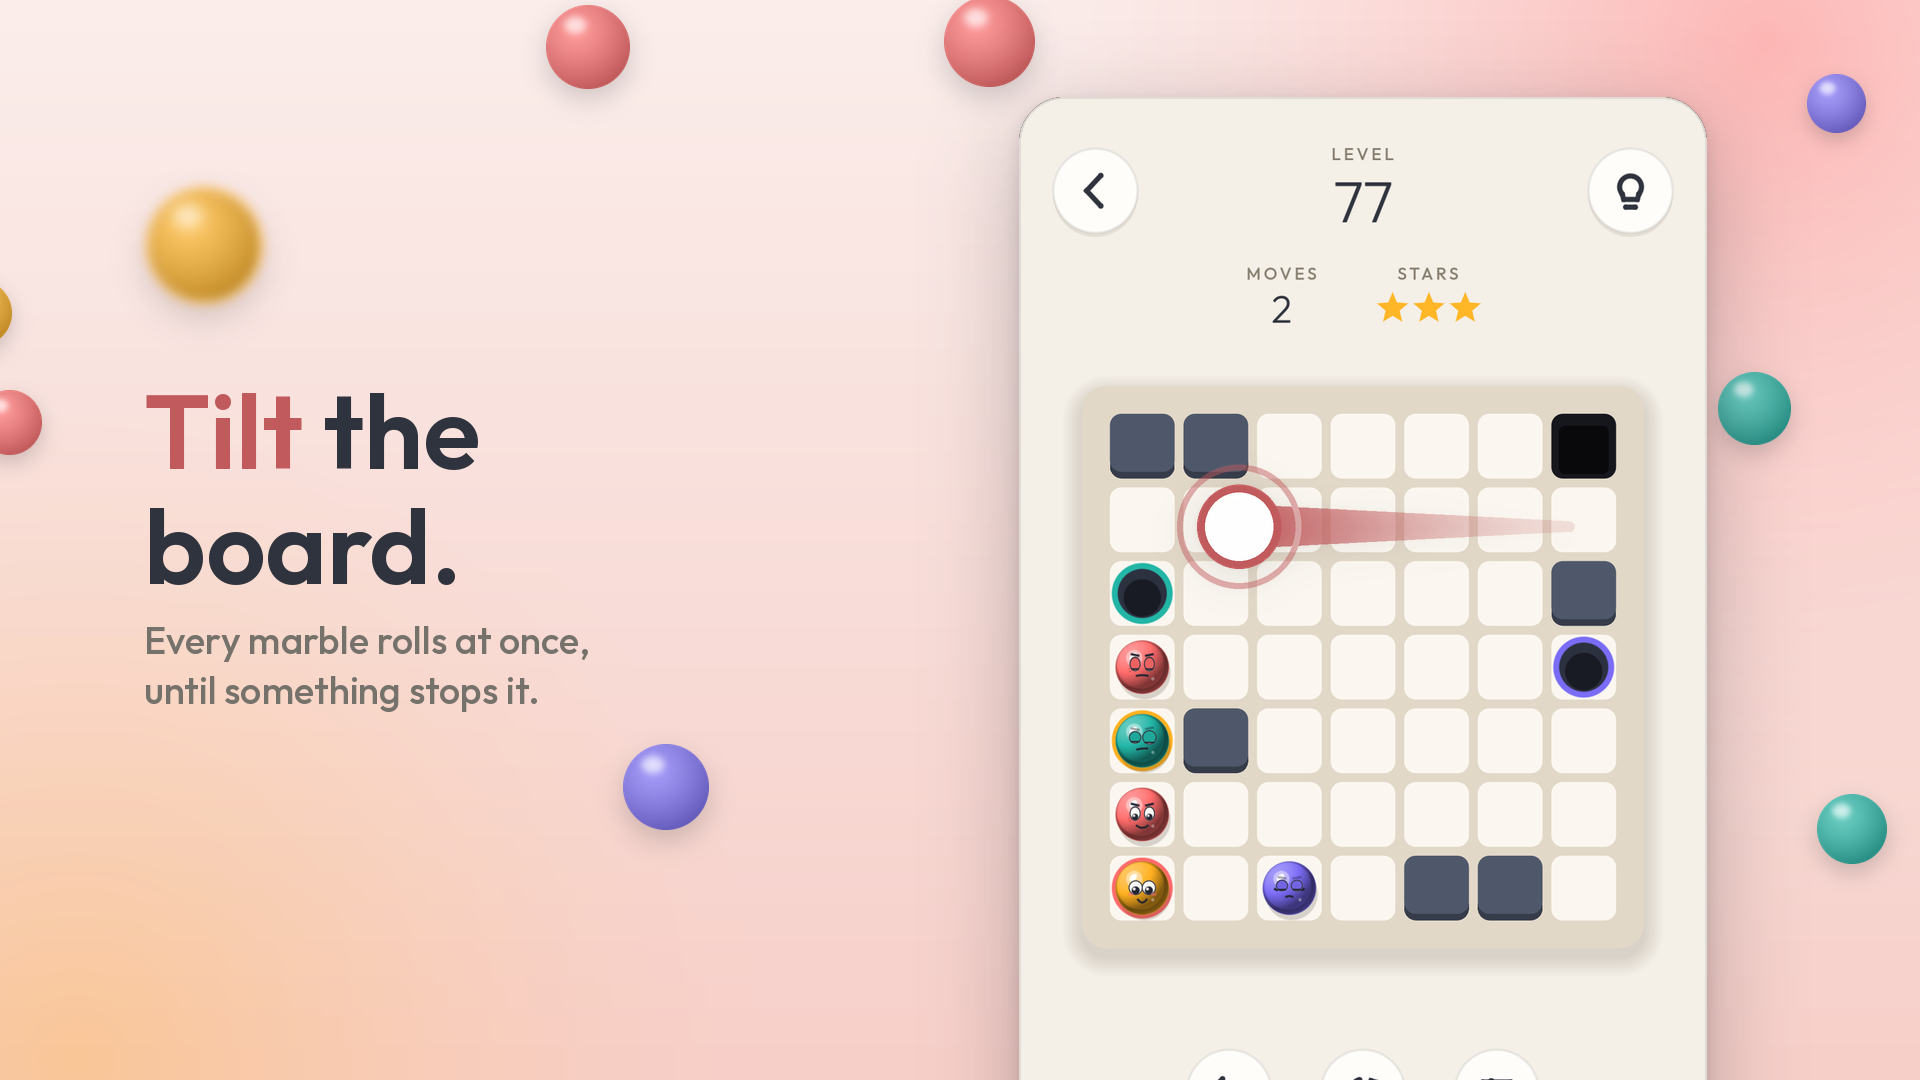 Tilt the
board.
Every marble rolls at once,
until something stops it.
LEVEL
77
MOVES
2
STARS